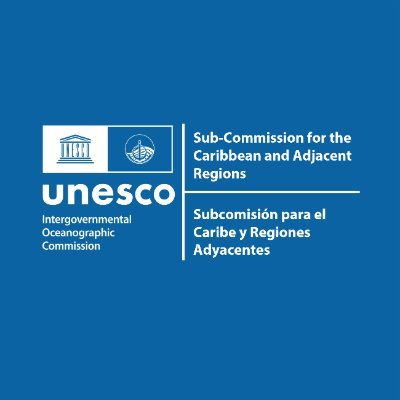 unesco
Intergovernmental
Oceanographic
Commission
Sub-Commission for the
Caribbean and Adjacent
Regions
Subcomisión para el
Caribe y Regiones
Adyacentes